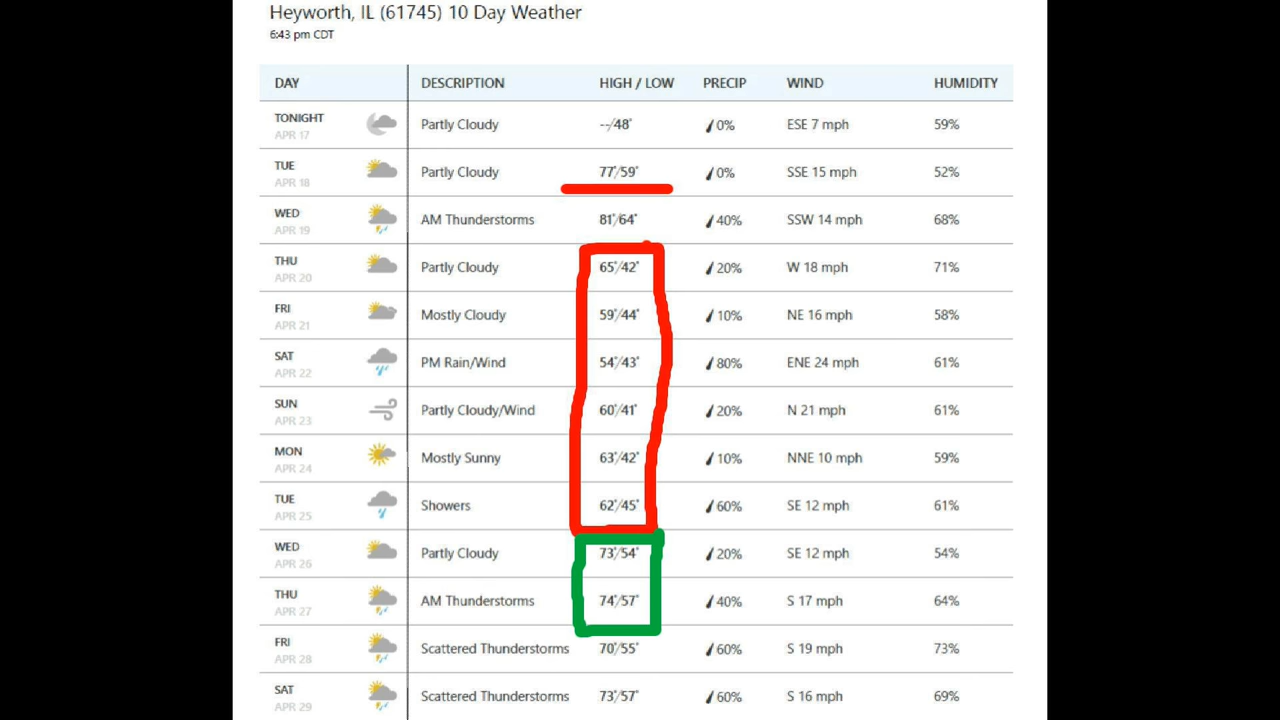 Heyworth, IL (61745) 10 Day Weather
6:43 pm CDT
DAY DESCRIPTION HIGH / LOW PRECIP WIND HUMIDITY
TONIGHT
APR 17
Partly Cloudy --/48° 0% ESE 7 mph 59%
TUE
APR 18
Partly Cloudy 77°/59° 0% SSE 15 mph 52%
WED
APR 19
AM Thunderstorms 81°/64° 40% SSW 14 mph 68%
THU
APR 20
Partly Cloudy 65°/42° 20% W 18 mph 71%
FRI
APR 21
Mostly Cloudy 59°/44° 10% NE 16 mph 58%
SAT
APR 22
PM Rain/Wind 54°/43° 80% ENE 24 mph 61%
SUN
APR 23
Partly Cloudy/Wind 60°/41° 20% N 21 mph 61%
MON
APR 24
Mostly Sunny 63°/42° 10% NNE 10 mph 59%
TUE
APR 25
Showers 62°/45° 60% SE 12 mph 61%
WED
APR 26
Partly Cloudy 73°/54° 20% SE 12 mph 54%
THU
APR 27
AM Thunderstorms 74°/57° 40% S 17 mph 64%
FRI
APR 28
Scattered Thunderstorms 70°/55° 60% S 19 mph 73%
SAT
APR 29
Scattered Thunderstorms 73°/57° 60% S 16 mph 69%